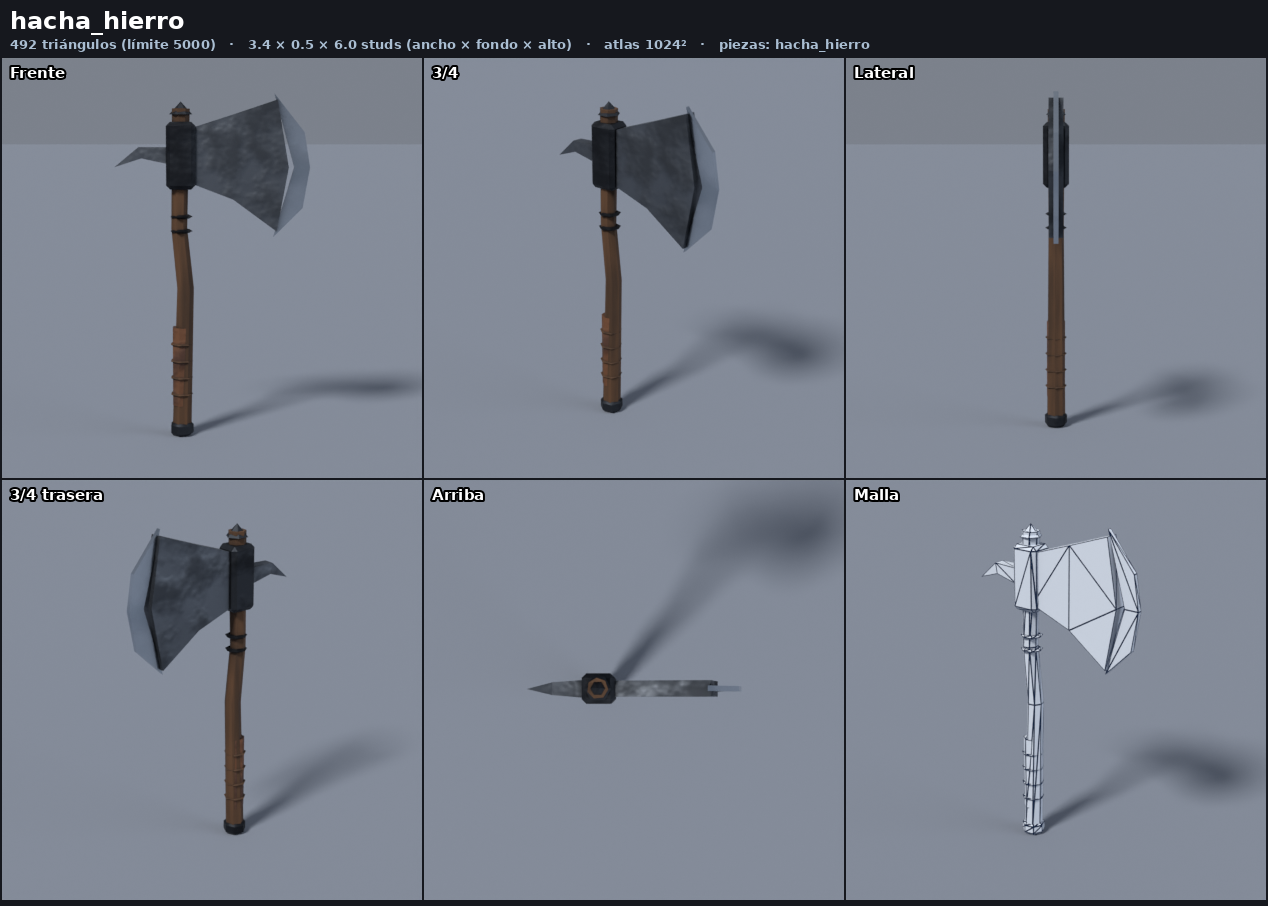 hacha_hierro
492 triángulos (límite 5000) · 3.4 × 0.5 × 6.0 studs (ancho × fondo × alto) · atlas 1024² · piezas: hacha_hierro
Frente
3/4
Lateral
3/4 trasera
Arriba
Malla